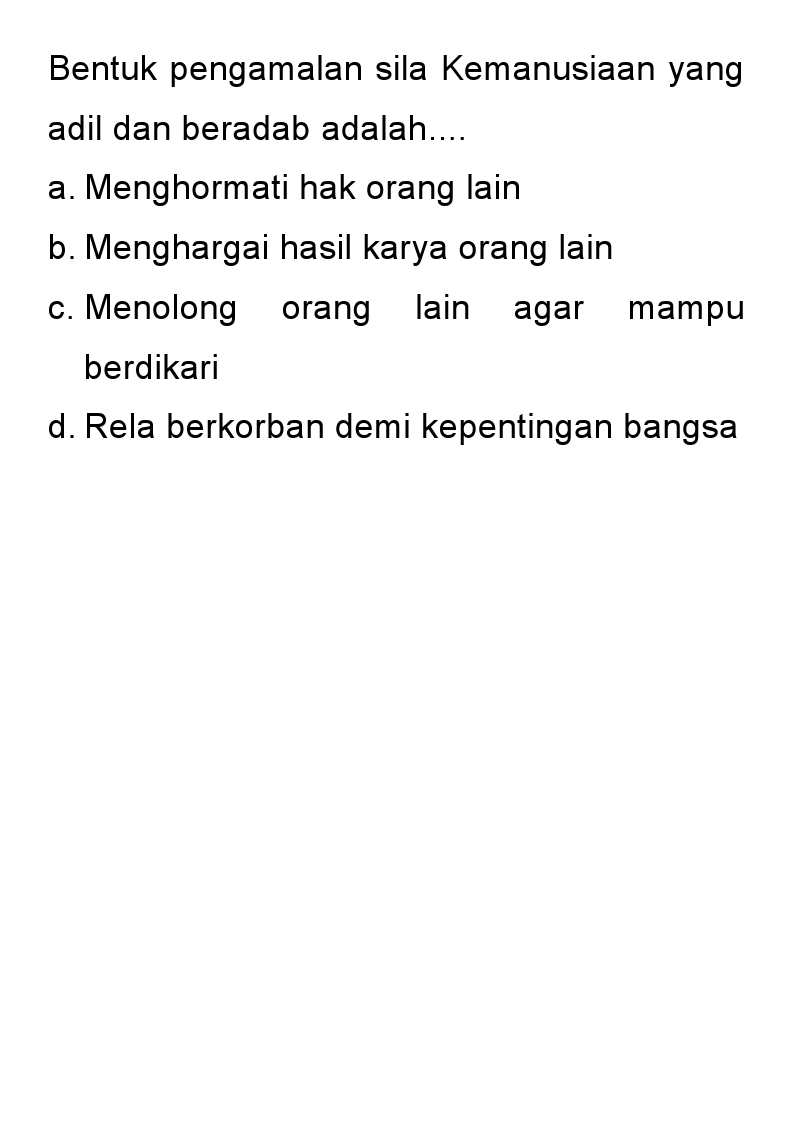 Bentuk pengamalan sila Kemanusiaan yang
adil dan beradab adalah....
a. Menghormati hak orang lain
b. Menghargai hasil karya orang lain
c. Menolong orang lain agar mampu
berdikari
d. Rela berkorban demi kepentingan bangsa